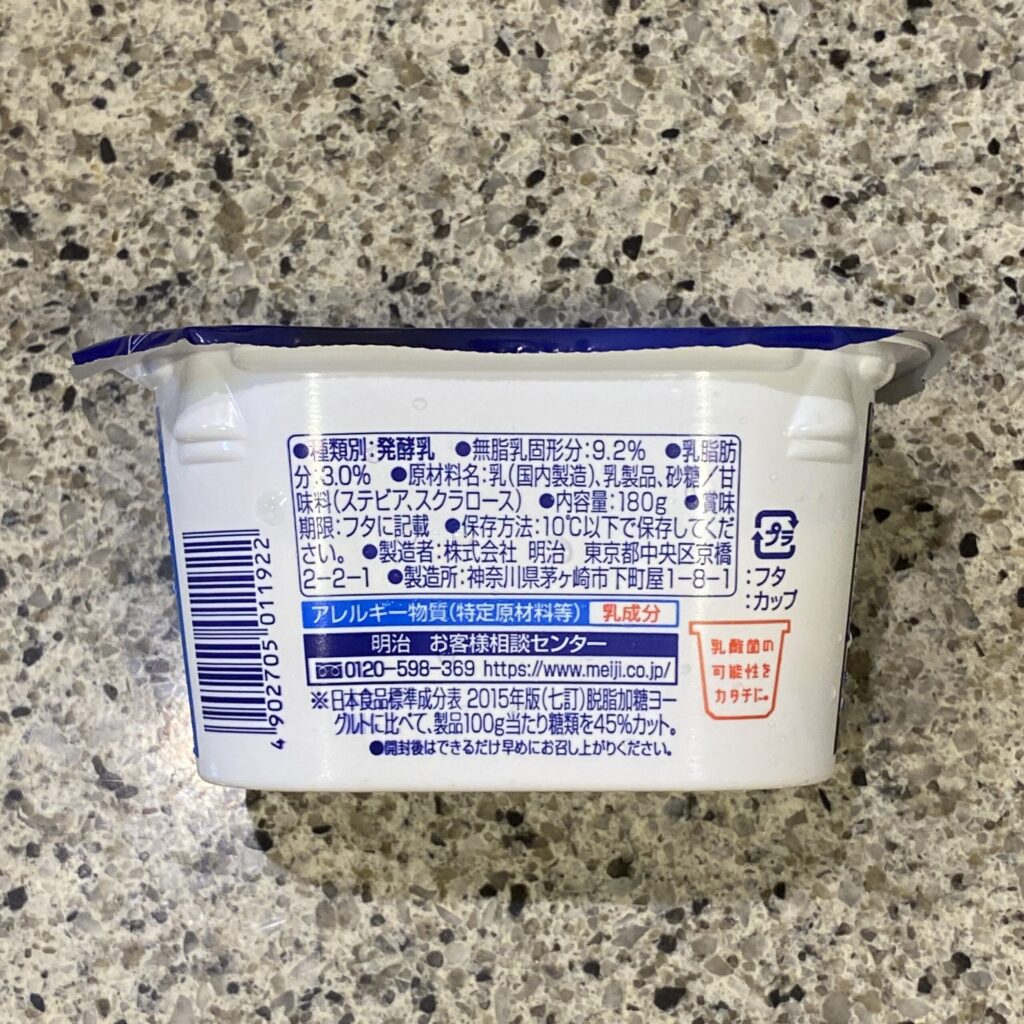 ●種類別:発酵乳 ●無脂乳固形分:9.2% ●乳脂肪
分:3.0% ●原材料名:乳(国内製造)、乳製品、砂糖/甘
味料(ステビア、スクラロース) ●内容量:180g ●賞味
期限:フタに記載 ●保存方法:10℃以下で保存してくだ
さい。 ●製造者:株式会社 明治 東京都中央区京橋
2-2-1 ●製造所:神奈川県茅ヶ崎市下町屋1-8-1
プラ
:フタ
:カップ
アレルギー物質(特定原材料等) 乳成分
明治 お客様相談センター
0120-598-369 https://www.meiji.co.jp/
※日本食品標準成分表 2015年版(七訂)脱脂加糖ヨー
グルトに比べて、製品100g当たり糖類を45%カット。
●開封後はできるだけ早めにお召し上がりください。
乳酸菌の
可能性を
カタチに。
4 902705 011922